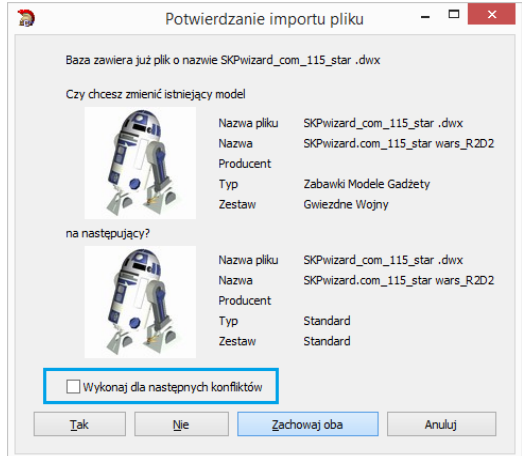 Potwierdzanie importu pliku
Baza zawiera już plik o nazwie SKPwizard_com_115_star .dwx
Czy chcesz zmienić istniejący model
Nazwa pliku SKPwizard_com_115_star .dwx
Nazwa SKPwizard.com_115_star wars_R2D2
Producent
Typ Zabawki Modele Gadżety
Zestaw Gwiezdne Wojny
na następujący?
Nazwa pliku SKPwizard_com_115_star .dwx
Nazwa SKPwizard.com_115_star wars_R2D2
Producent
Typ Standard
Zestaw Standard
Wykonaj dla następnych konfliktów
Tak Nie Zachowaj oba Anuluj